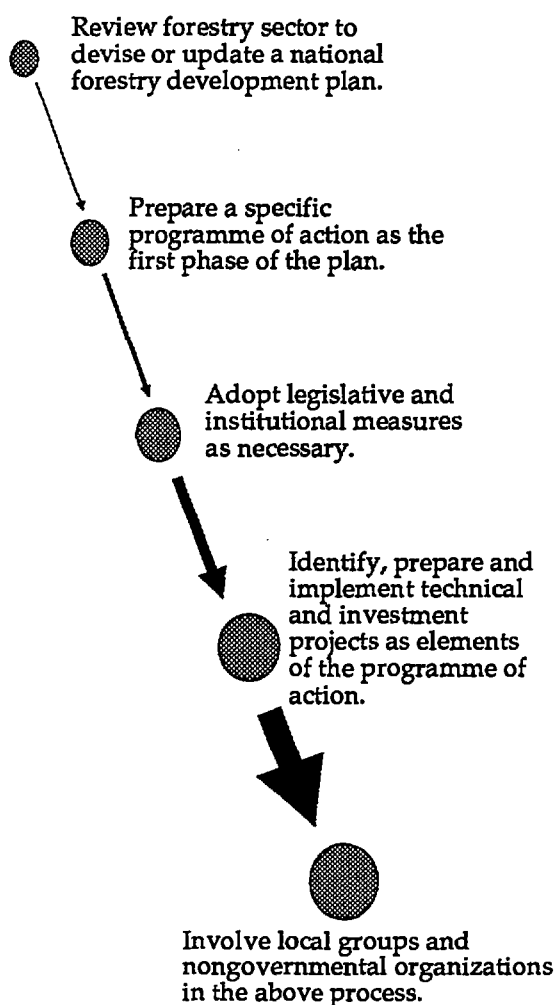 Review forestry sector to
devise or update a national
forestry development plan.
Prepare a specific
programme of action as the
first phase of the plan.
Adopt legislative and
institutional measures
as necessary.
Identify, prepare and
implement technical
and investment
projects as elements
of the programme of
action.
Involve local groups and
nongovernmental organizations
in the above process.